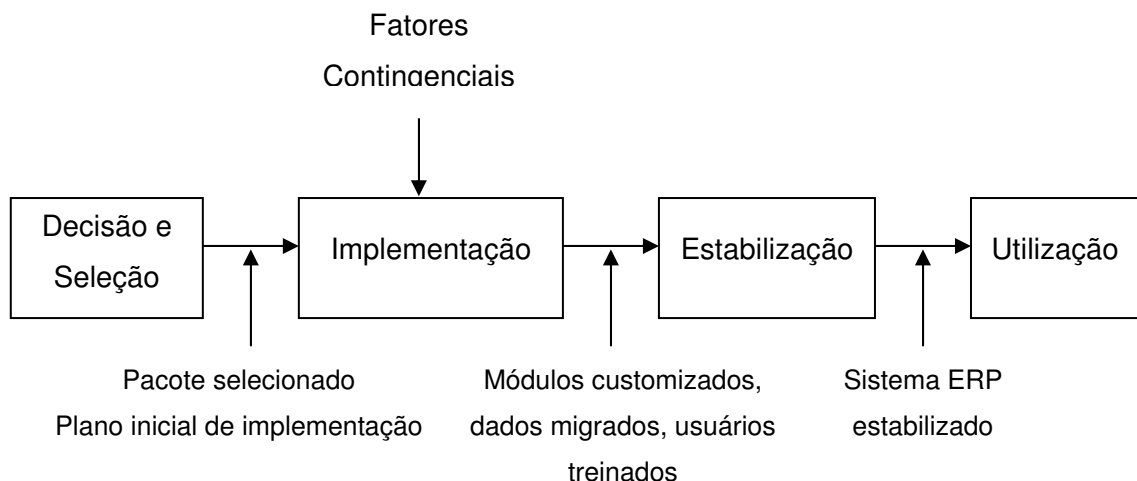 Fatores
Contingenciais
Decisão e
Seleção
Implementação
Estabilização
Utilização
Pacote selecionado
Plano inicial de implementação
Módulos customizados,
dados migrados, usuários
treinados
Sistema ERP
estabilizado